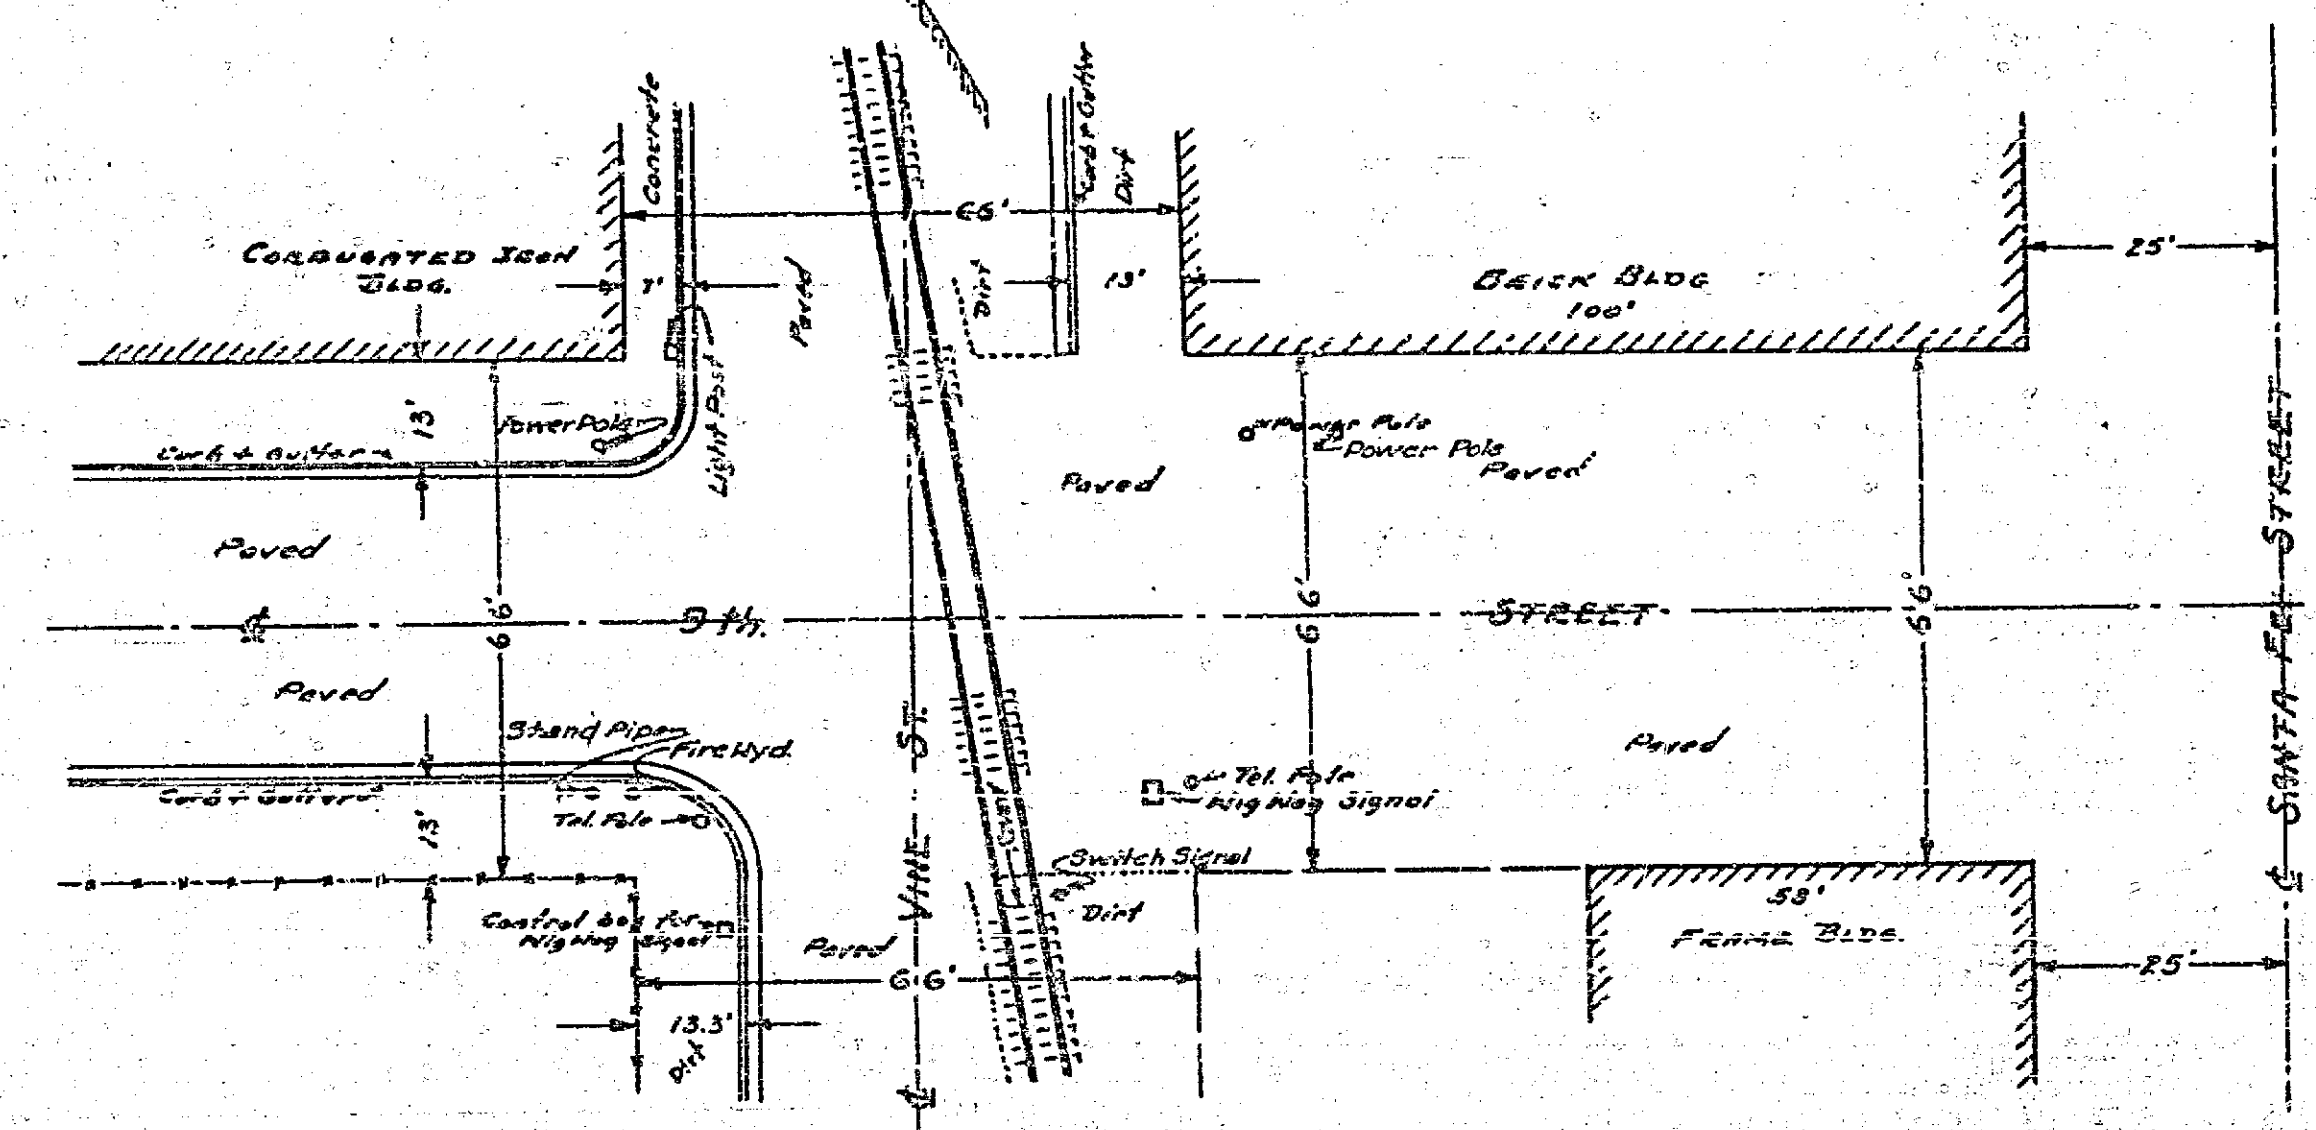 Concrete
Curb & Gutter
Dirt
66'
CORRUGATED IRON
BLDG.
7'
Paved
Dirt
13'
BRICK BLDG
100'
25'
13'
Power Pole
Light Post
Curb & Gutter
Power Pole
Power Pole
Paved
Paved
Paved
66'
9th.
66'
STREET
66'
SANTA FE STREET
Paved
Stand Pipe
Fire Hyd.
VINE ST.
Paved
Curb & Gutter
Tel. Pole
13'
Tel. Pole
Wig Wag Signal
Switch Signal
Dirt
Control box for
Wig Wag Signal
Paved
66'
58'
FRAME BLDG.
25'
13.3'
Dirt